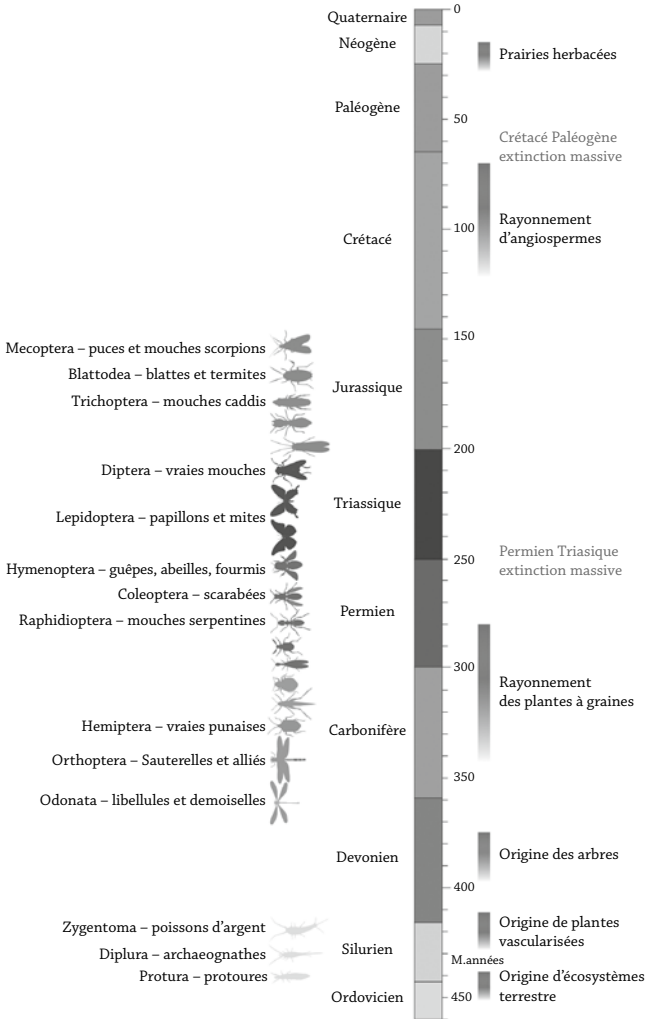 Quaternaire
0
Néogène
Prairies herbacées
Paléogène
50
Crétacé Paléogène
extinction massive
100
Rayonnement
d’angiospermes
Crétacé
150
Mecoptera – puces et mouches scorpions
Blattodea – blattes et termites
Jurassique
Trichoptera – mouches caddis
200
Diptera – vraies mouches
Triassique
Lepidoptera – papillons et mites
250
Permien Triasique
extinction massive
Hymenoptera – guêpes, abeilles, fourmis
Coleoptera – scarabées
Permien
Raphidioptera – mouches serpentines
300
Rayonnement
des plantes à graines
Hemiptera – vraies punaises
Carbonifère
Orthoptera – Sauterelles et alliés
350
Odonata – libellules et demoiselles
Devonien
Origine des arbres
400
Zygentoma – poissons d’argent
Origine de plantes
vascularisées
Silurien
Diplura – archaeognathes
M.années
Protura – protoures
Origine d’écosystèmes
terrestre
Ordovicien
450